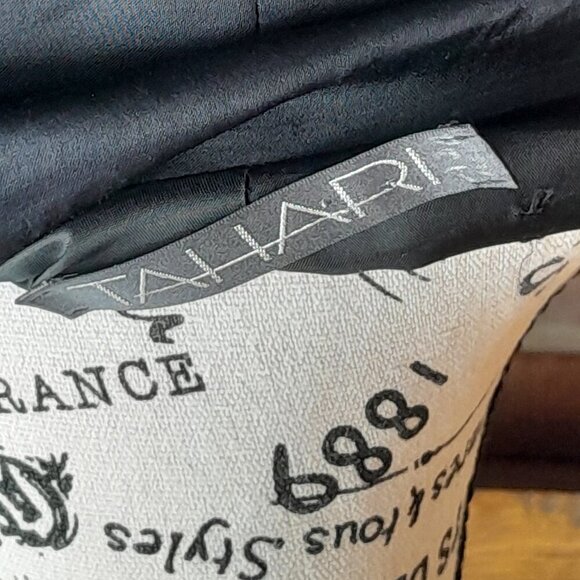 TAHARI
RANCE
1889
& tous Styles